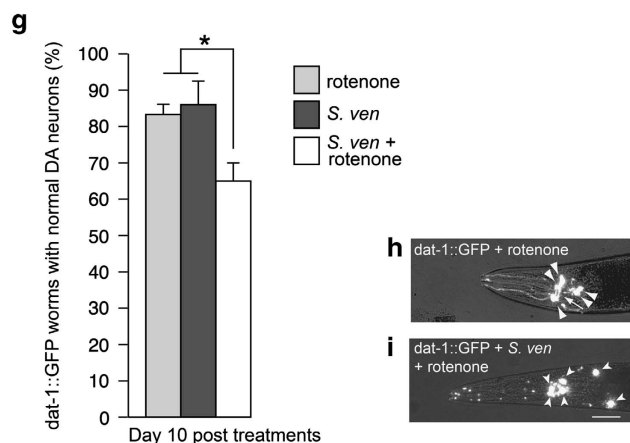 g
dat-1::GFP worms with normal DA neurons (%)
100
90
80
70
60
50
40
30
20
10
0
*
Day 10 post treatments
rotenone
S. ven
S. ven +
rotenone
h
dat-1::GFP + rotenone
i
dat-1::GFP + S. ven
+ rotenone